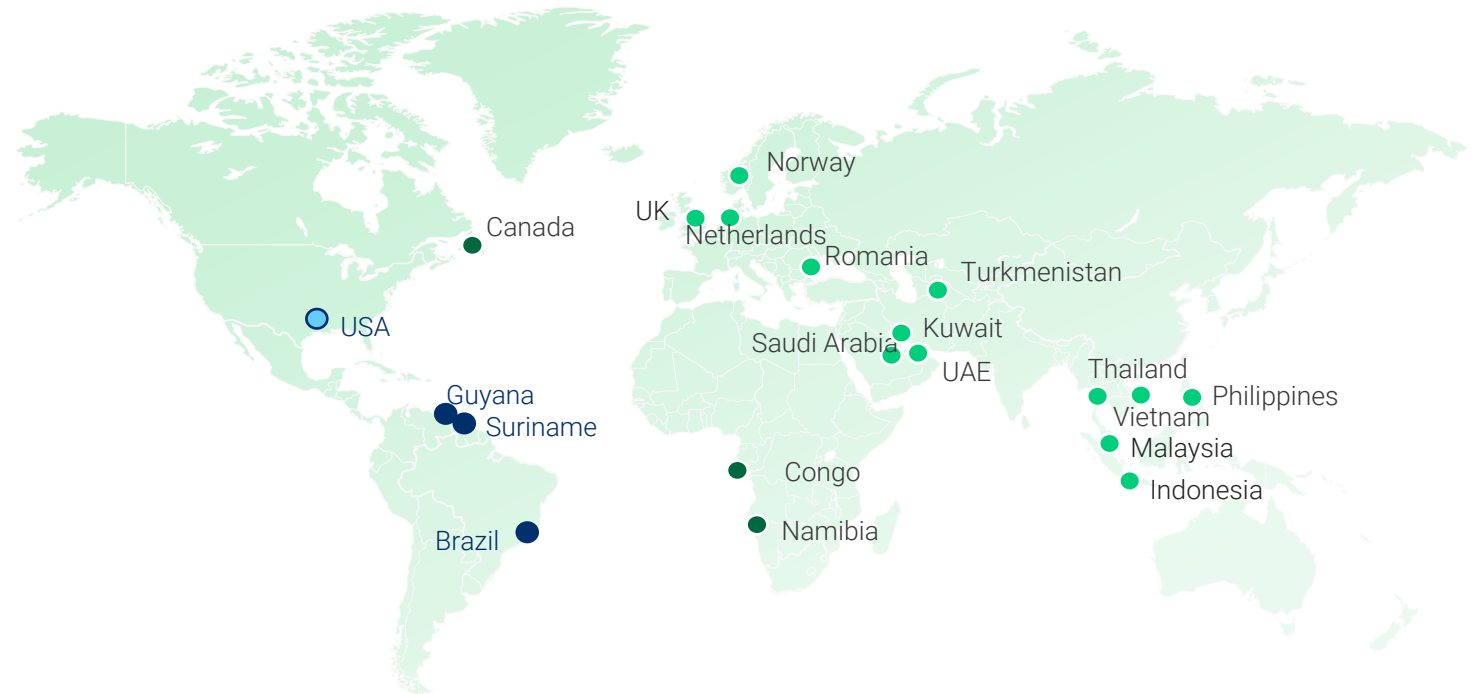 Norway
UK
Canada
Netherlands
Romania
Turkmenistan
USA
Kuwait
Saudi Arabia
UAE
Thailand
Guyana
Philippines
Vietnam
Suriname
Malaysia
Congo
Indonesia
Namibia
Brazil